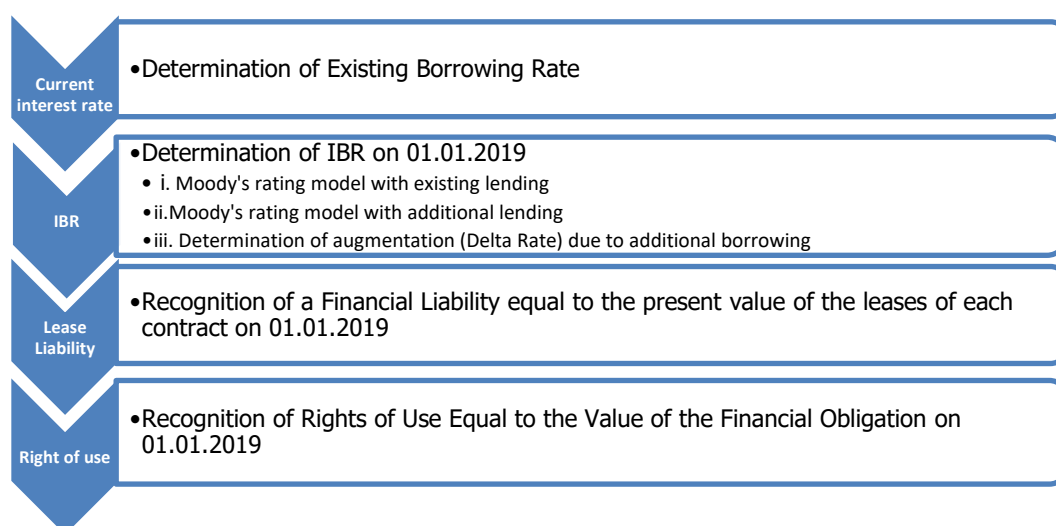 Current
interest rate
•Determination of Existing Borrowing Rate
IBR
•Determination of IBR on 01.01.2019
• i. Moody's rating model with existing lending
•ii.Moody's rating model with additional lending
•iii. Determination of augmentation (Delta Rate) due to additional borrowing
Lease
Liability
•Recognition of a Financial Liability equal to the present value of the leases of each
contract on 01.01.2019
Right of use
•Recognition of Rights of Use Equal to the Value of the Financial Obligation on
01.01.2019